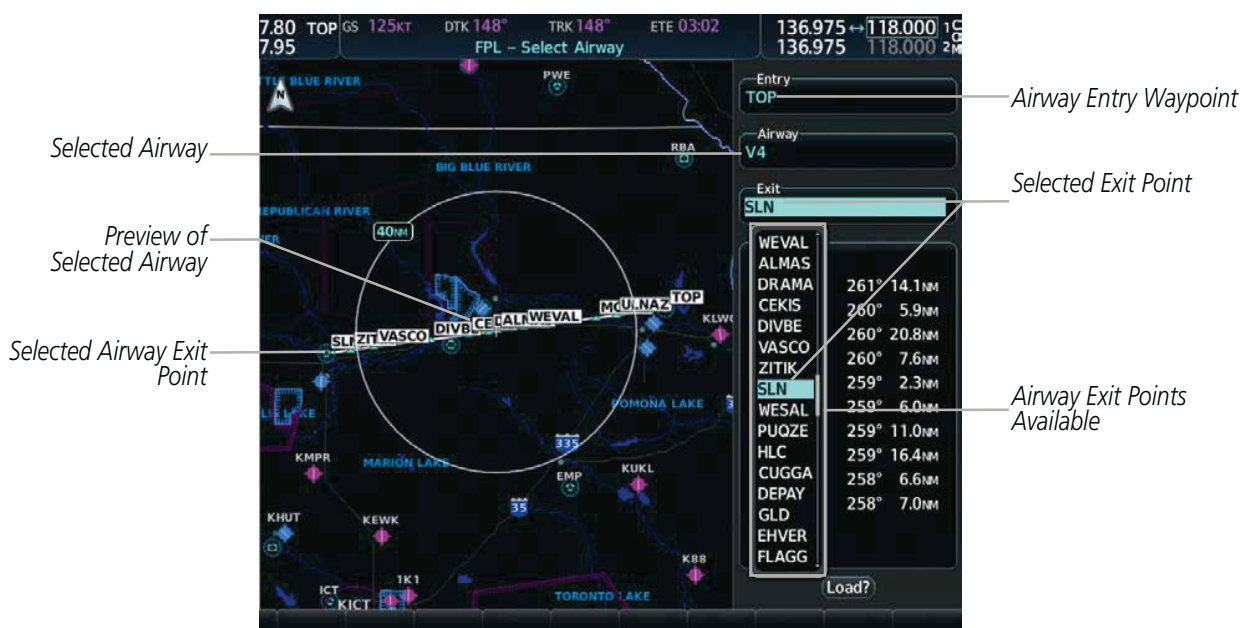 7.80 TOP GS 125KT DTK 148° TRK 148° ETE 03:02 136.975 ↔ 118.000
7.95 FPL – Select Airway 136.975 118.000
Entry
TOP
Airway Entry Waypoint
Airway
V4
Selected Airway
Exit
SLN
Selected Exit Point
Preview of
Selected Airway
Selected Airway Exit
Point
Airway Exit Points
Available
WEVAL
ALMAS
DRAMA 261° 14.1NM
CEKIS 260° 5.9NM
DIVBE 260° 20.8NM
VASCO 260° 7.6NM
ZITIK
SLN 259° 2.3NM
WESAL 259° 6.0NM
PUQZE 259° 11.0NM
HLC 259° 16.4NM
CUGGA 258° 6.6NM
DEPAY 258° 7.0NM
GLD
EHVER
FLAGG
Load?
N
BLUE RIVER
PWE
RBA
BIG BLUE RIVER
REPUBLICAN RIVER
40NM
TOP
WEVAL
VASCO
POMONA LAKE
335
KMPR
MARION LAKE
EMP
KUKL
35
KHUT
KEWK
K88
1K1
ICT
KICT
TORONTO LAKE